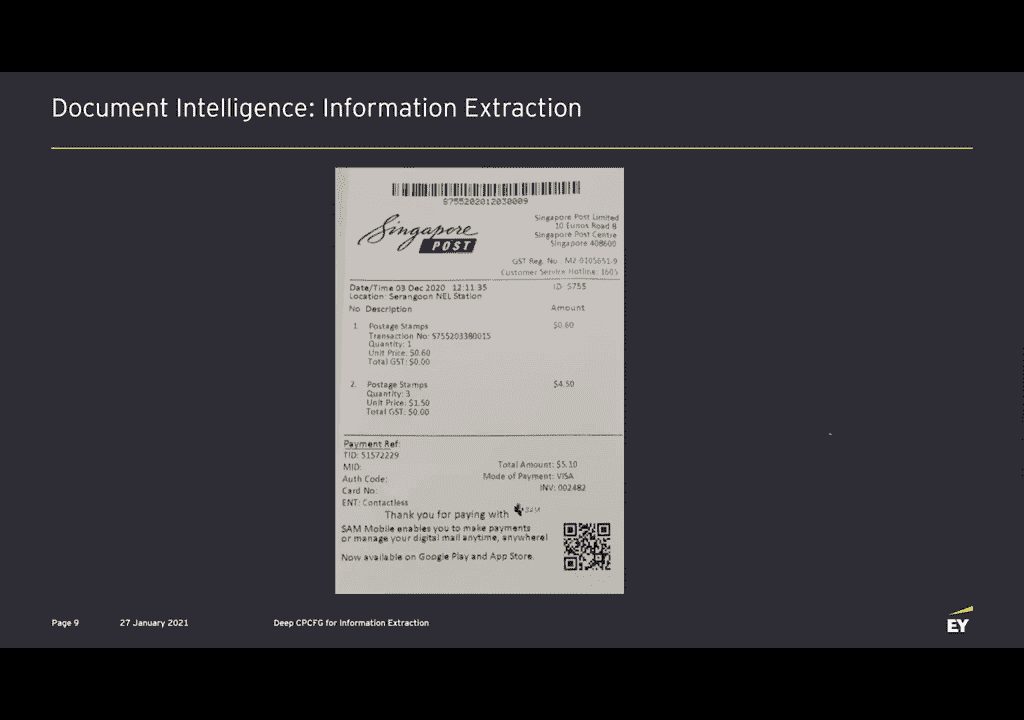 Document Intelligence: Information Extraction
S755202012030009
Singapore
POST
Singapore Post Limited
10 Eunos Road 8
Singapore Post Centre
Singapore 408600
GST Reg. No: M2-0105651-9
Customer Service Hotline: 1605
Date/Time 03 Dec 2020 12:11:35
ID: S755
Location: Serangoon NEL Station
No Description
Amount
1. Postage Stamps
$0.60
Transaction No: S755203380015
Quantity: 1
Unit Price: $0.60
Total GST: $0.00
2. Postage Stamps
$4.50
Quantity: 3
Unit Price: $1.50
Total GST: $0.00
Payment Ref:
TID: 51572229
MID:
Total Amount: $5.10
Auth Code:
Mode of Payment: VISA
Card No:
INV: 002482
ENT: Contactless
Thank you for paying with SAM
SAM Mobile enables you to make payments
or manage your digital mail anytime, anywhere!
Now available on Google Play and App Store.
Page 9
27 January 2021
Deep CPCFG for Information Extraction
EY